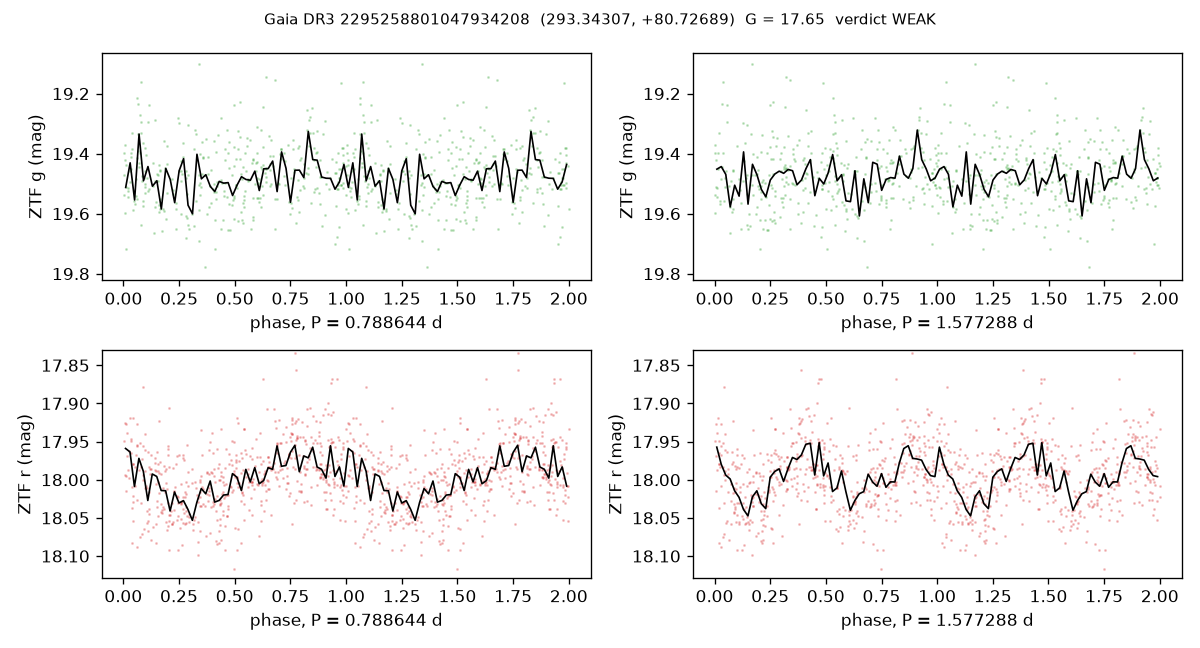 Gaia DR3 2295258801047934208  (293.34307, +80.72689)  G = 17.65  verdict WEAK
ZTF g (mag)
19.2
19.4
19.6
19.8
0.00 0.25 0.50 0.75 1.00 1.25 1.50 1.75 2.00
phase, P = 0.788644 d
ZTF g (mag)
19.2
19.4
19.6
19.8
0.00 0.25 0.50 0.75 1.00 1.25 1.50 1.75 2.00
phase, P = 1.577288 d
ZTF r (mag)
17.85
17.90
17.95
18.00
18.05
18.10
0.00 0.25 0.50 0.75 1.00 1.25 1.50 1.75 2.00
phase, P = 0.788644 d
ZTF r (mag)
17.85
17.90
17.95
18.00
18.05
18.10
0.00 0.25 0.50 0.75 1.00 1.25 1.50 1.75 2.00
phase, P = 1.577288 d